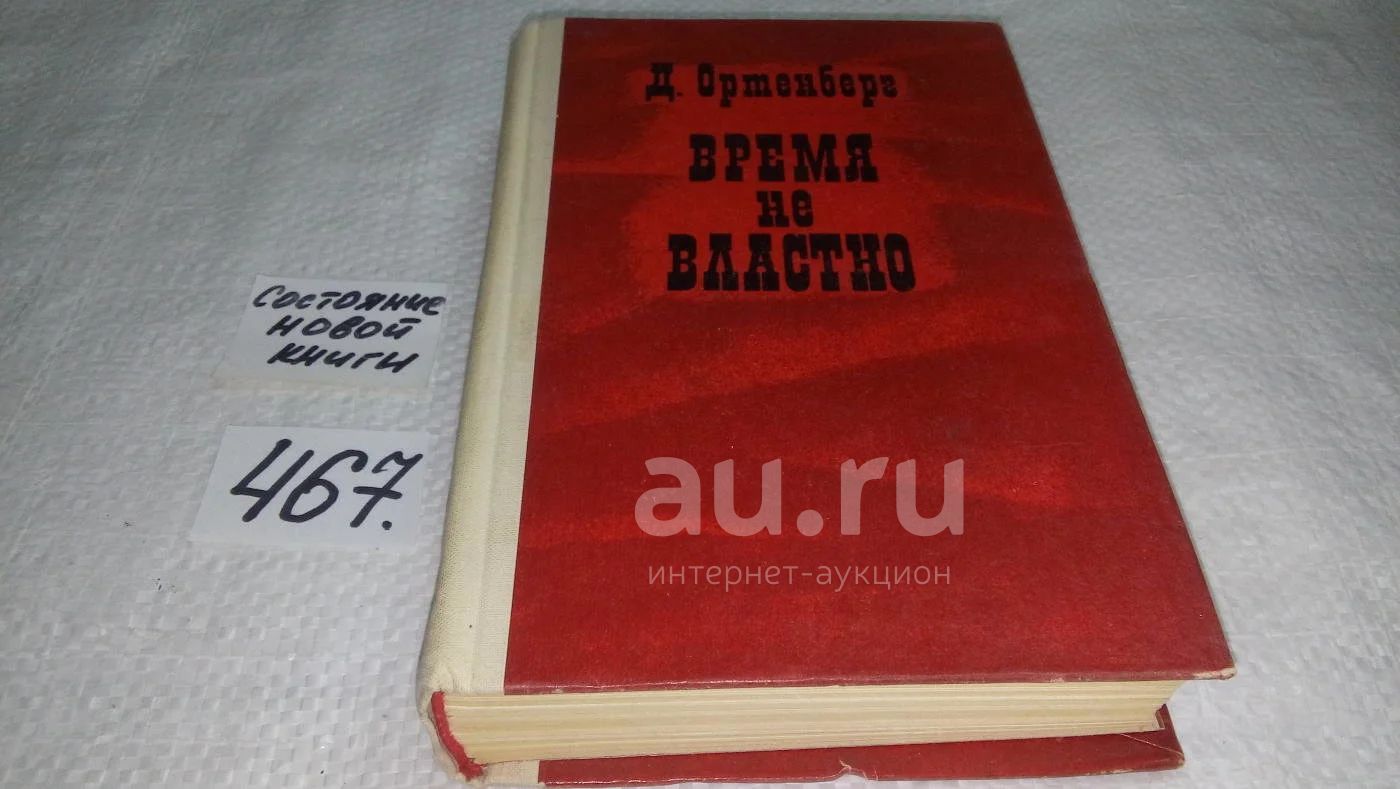 Д. Ортенберг
ВРЕМЯ
не
ВЛАСТНО
Состояние
новой
книги
467.
au.ru
интернет-аукцион